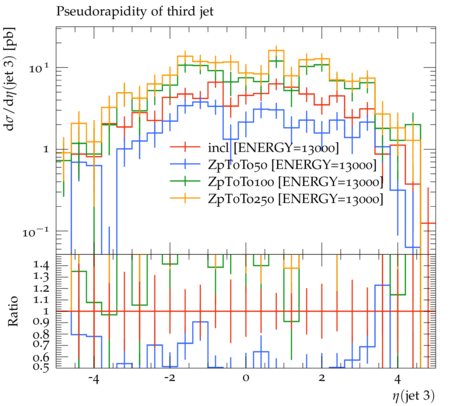 Pseudorapidity of third jet
dσ/dη(jet 3) [pb]
10¹
1
10⁻¹
incl [ENERGY=13000]
ZpToTo50 [ENERGY=13000]
ZpToTo100 [ENERGY=13000]
ZpToTo250 [ENERGY=13000]
Ratio
1.4
1.3
1.2
1.1
1
0.9
0.8
0.7
0.6
0.5
-4 -2 0 2 4
η(jet 3)